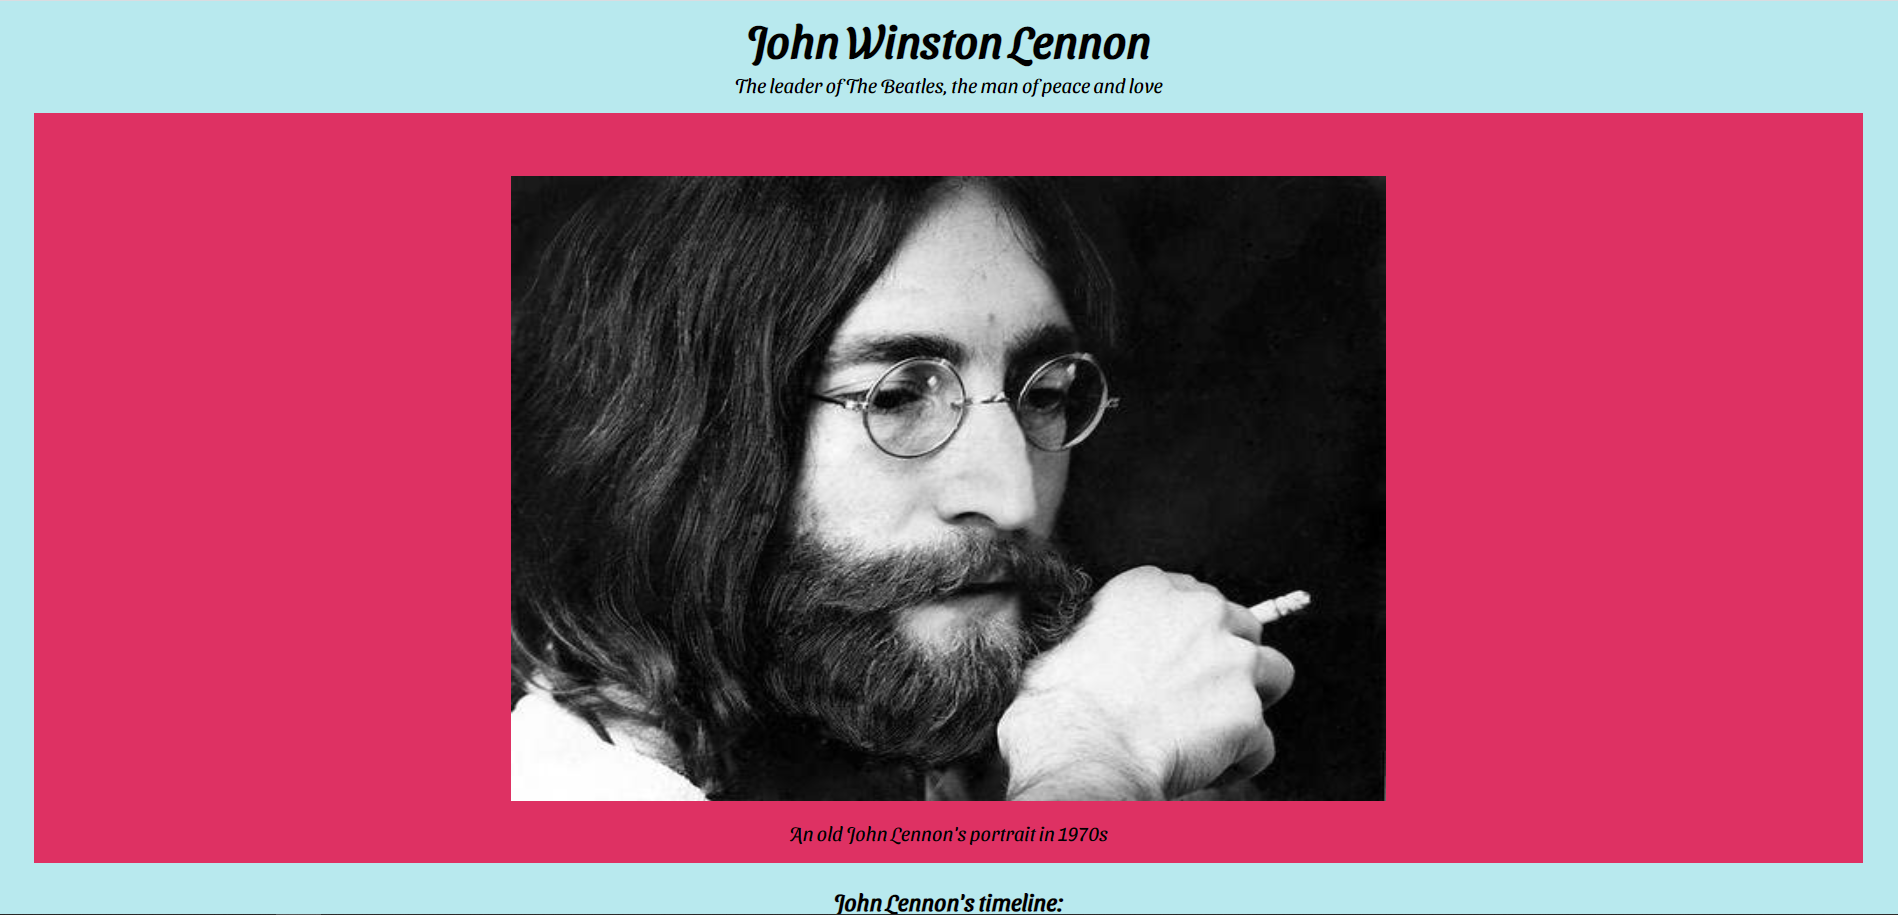 John Winston Lennon
The leader of The Beatles, the man of peace and love
An old John Lennon's portrait in 1970s
John Lennon's timeline: